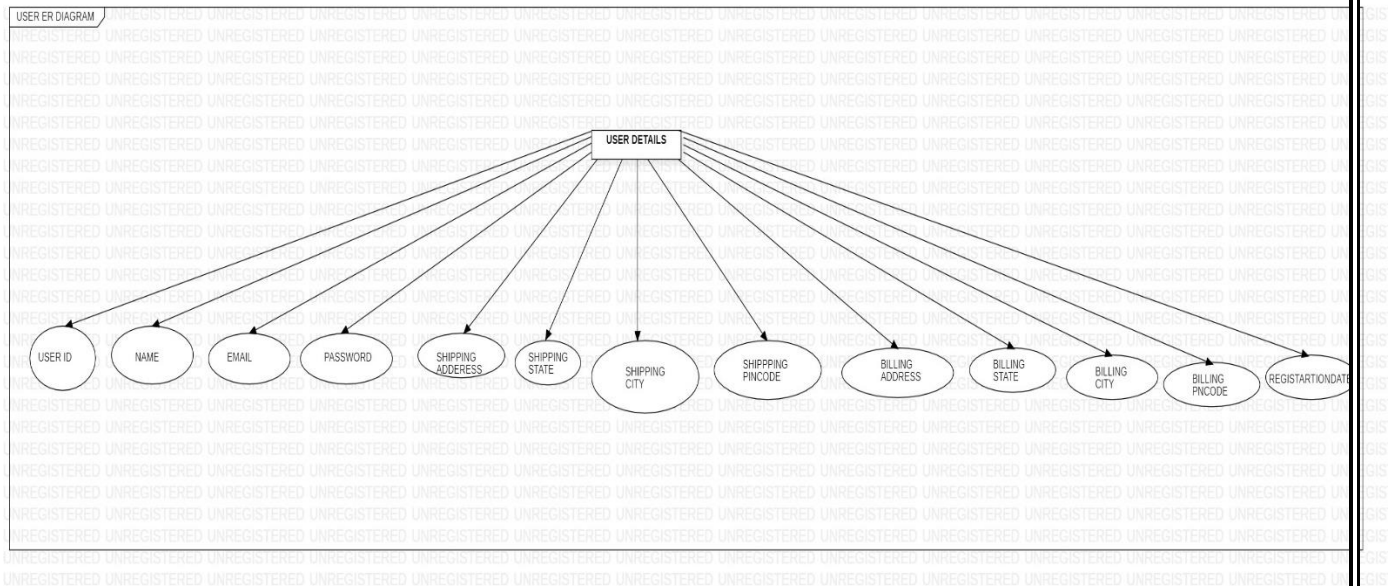 USER ER DIAGRAM
USER DETAILS
USER ID
NAME
EMAIL
PASSWORD
SHIPPING
ADDERESS
SHIPPING
STATE
SHIPPING
CITY
SHIPPPING
PINCODE
BILLING
ADDRESS
BILLING
STATE
BILLING
CITY
BILLING
PNCODE
REGISTARTIONDATE